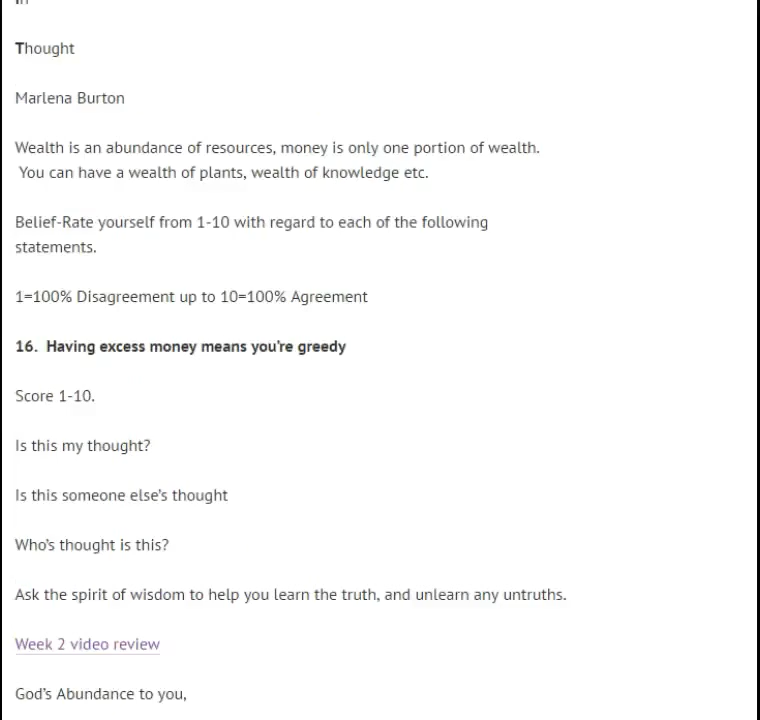 Thought
Marlena Burton
Wealth is an abundance of resources, money is only one portion of wealth.
You can have a wealth of plants, wealth of knowledge etc.
Belief-Rate yourself from 1-10 with regard to each of the following
statements.
1=100% Disagreement up to 10=100% Agreement
16. Having excess money means you're greedy
Score 1-10.
Is this my thought?
Is this someone else's thought
Who's thought is this?
Ask the spirit of wisdom to help you learn the truth, and unlearn any untruths.
Week 2 video review
God's Abundance to you,